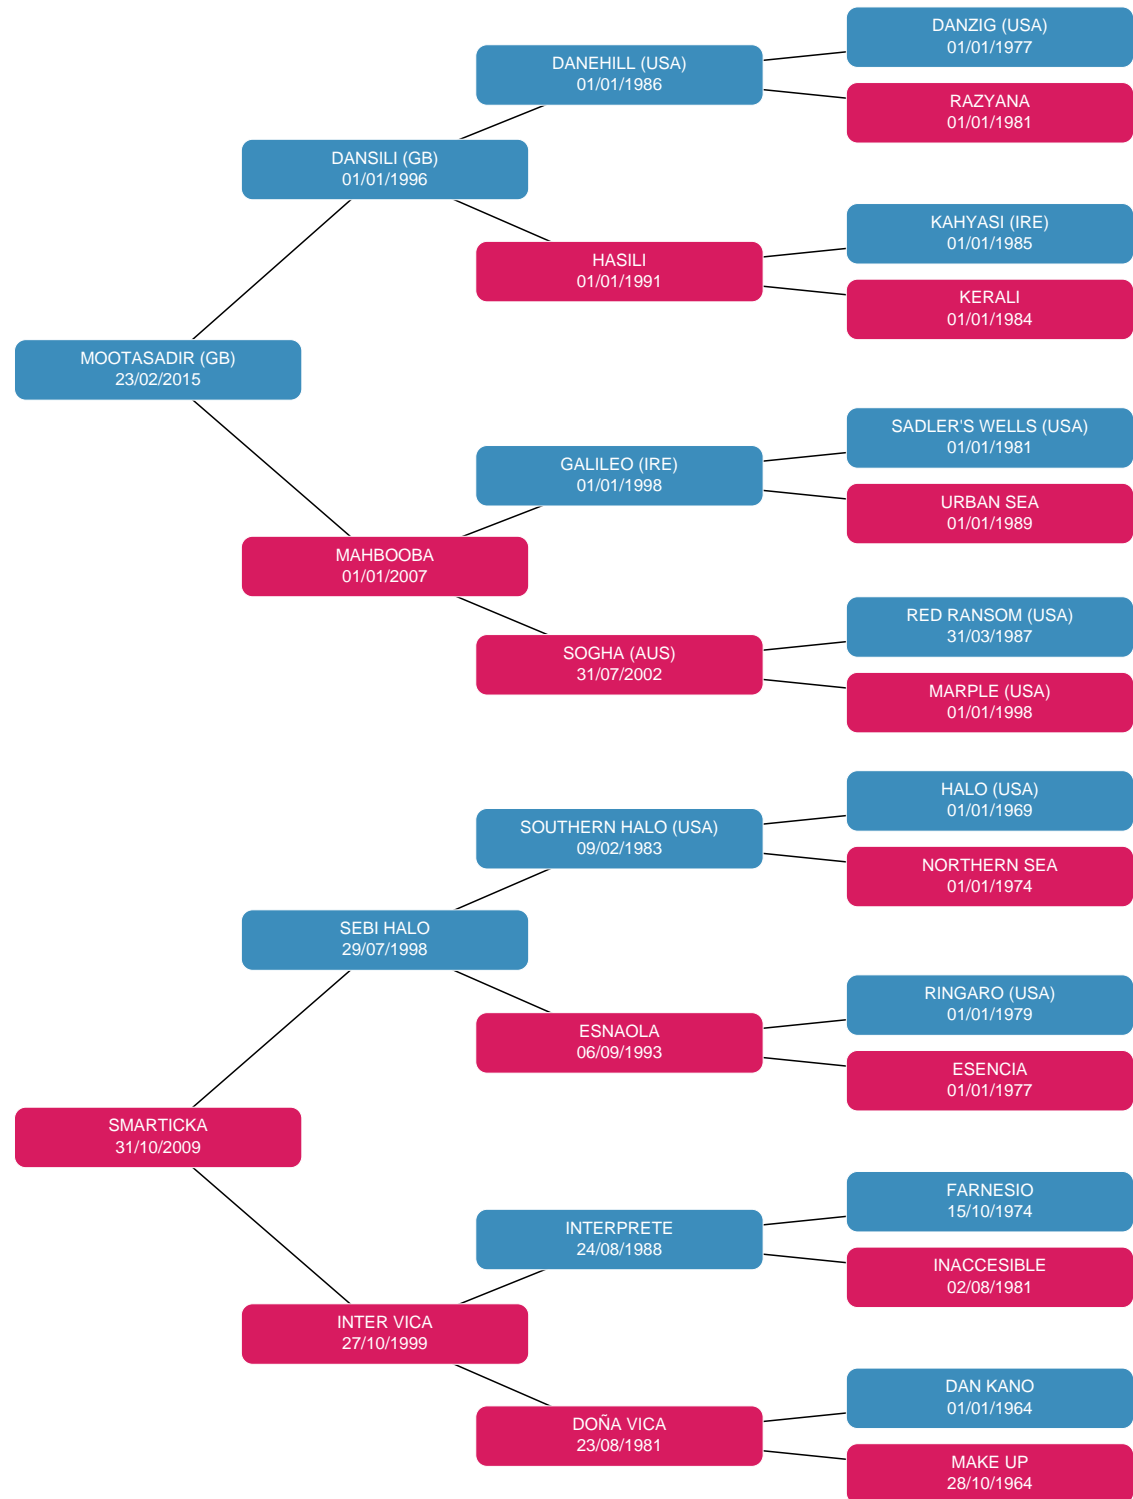 DANZIG (USA)
01/01/1977
DANEHILL (USA)
01/01/1986
RAZYANA
01/01/1981
DANSILI (GB)
01/01/1996
KAHYASI (IRE)
01/01/1985
HASILI
01/01/1991
KERALI
01/01/1984
MOOTASADIR (GB)
23/02/2015
SADLER'S WELLS (USA)
01/01/1981
GALILEO (IRE)
01/01/1998
URBAN SEA
01/01/1989
MAHBOOBA
01/01/2007
RED RANSOM (USA)
31/03/1987
SOGHA (AUS)
31/07/2002
MARPLE (USA)
01/01/1998
HALO (USA)
01/01/1969
SOUTHERN HALO (USA)
09/02/1983
NORTHERN SEA
01/01/1974
SEBI HALO
29/07/1998
RINGARO (USA)
01/01/1979
ESNAOLA
06/09/1993
ESENCIA
01/01/1977
SMARTICKA
31/10/2009
FARNESIO
15/10/1974
INTERPRETE
24/08/1988
INACCESIBLE
02/08/1981
INTER VICA
27/10/1999
DAN KANO
01/01/1964
DOÑA VICA
23/08/1981
MAKE UP
28/10/1964